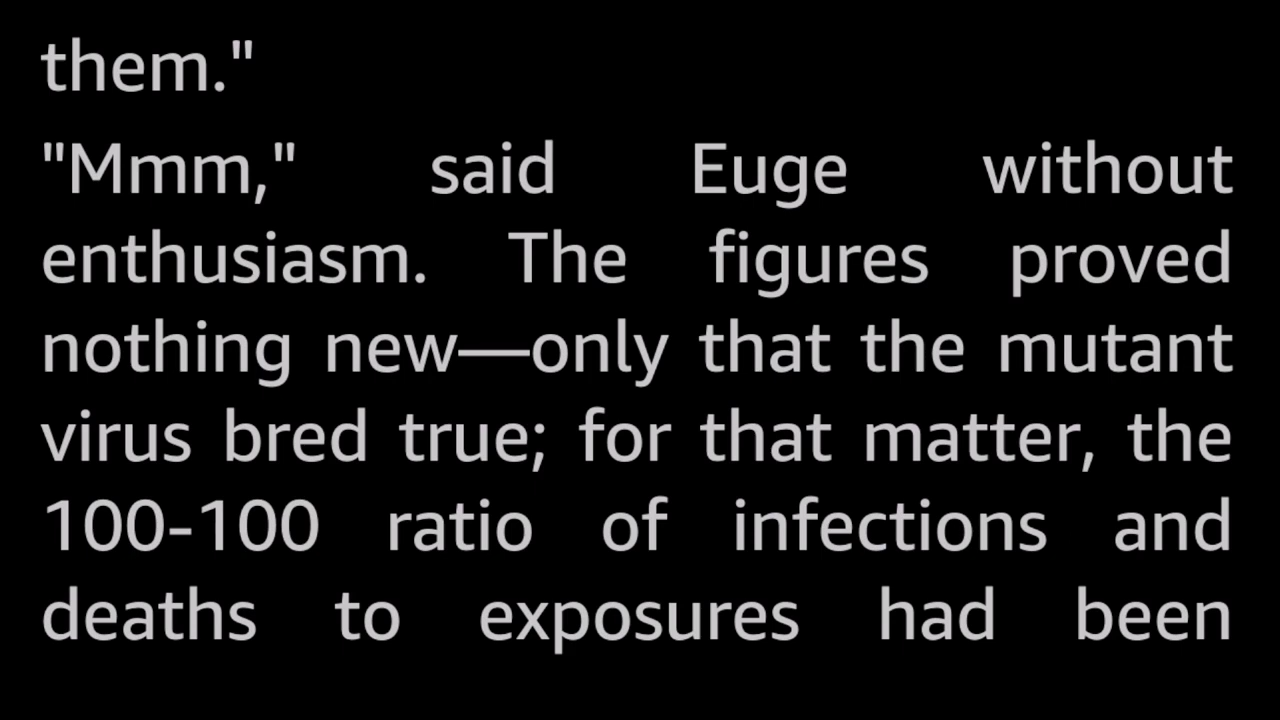 them."
"Mmm," said Euge without
enthusiasm. The figures proved
nothing new—only that the mutant
virus bred true; for that matter, the
100-100 ratio of infections and
deaths to exposures had been